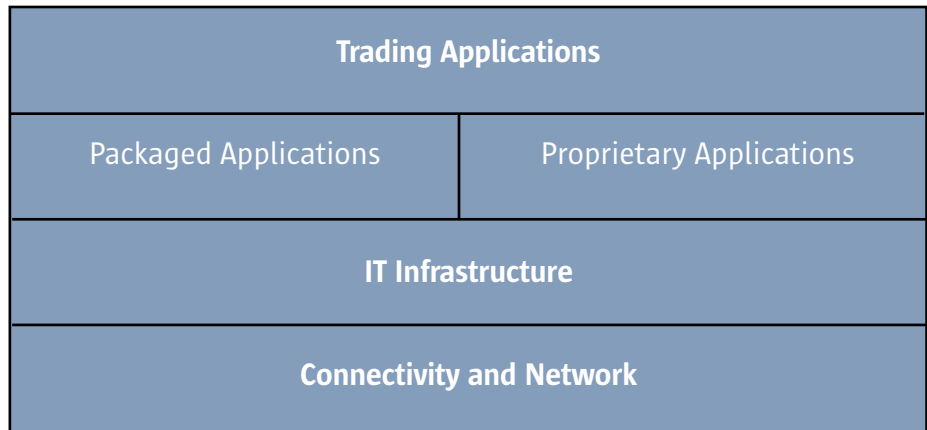 Trading Applications
Packaged Applications
Proprietary Applications
IT Infrastructure
Connectivity and Network